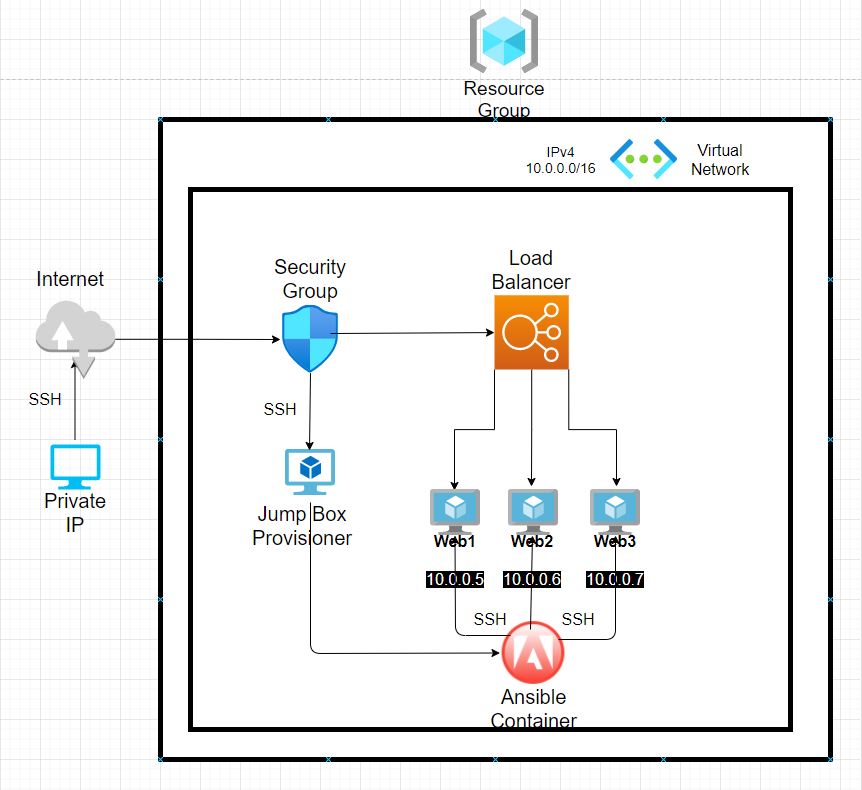 Resource
Group
IPv4
10.0.0.0/16
Virtual
Network
Internet
Security
Group
Load
Balancer
SSH
SSH
Private
IP
Jump Box
Provisioner
Web1
Web2
Web3
10.0.0.5
10.0.0.6
10.0.0.7
SSH
SSH
Ansible
Container